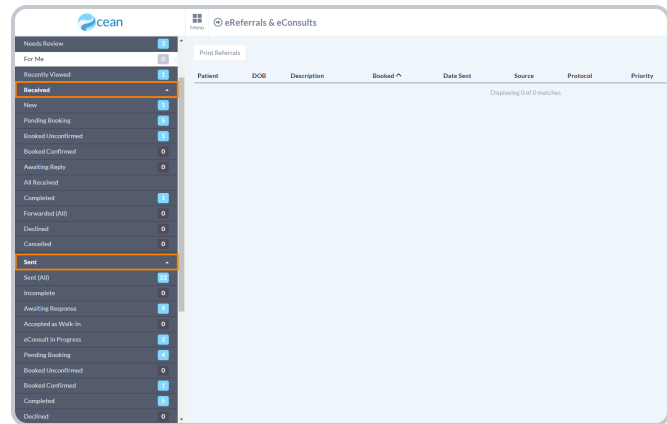 cean
Menu
eReferrals & eConsults
Needs Review 3
For Me 0
Recently Viewed 1
Received
New 1
Pending Booking 5
Booked Unconfirmed 1
Booked Confirmed 0
Awaiting Reply 0
All Received
Completed 1
Forwarded (All) 0
Declined 0
Cancelled 0
Sent
Sent (All) 22
Incomplete 0
Awaiting Response 9
Accepted as Walk-In 0
eConsult in Progress 2
Pending Booking 4
Booked Unconfirmed 0
Booked Confirmed 1
Completed 5
Declined 0
Print Referrals
Patient DOB Description Booked Date Sent Source Protocol Priority
Displaying 0 of 0 matches